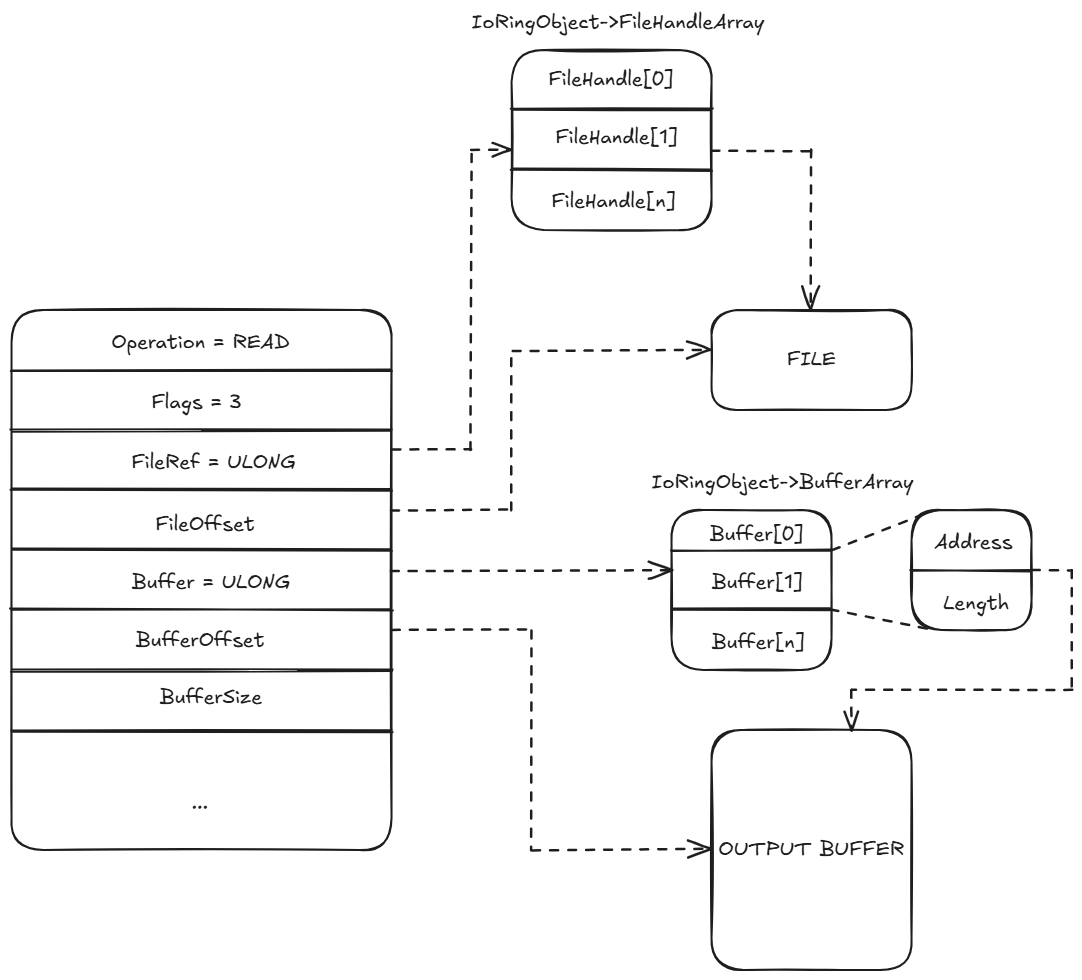 IoRingObject->FileHandleArray
FileHandle[0]
FileHandle[1]
FileHandle[n]
Operation = READ
Flags = 3
FileRef = ULONG
FileOffset
Buffer = ULONG
BufferOffset
BufferSize
...
FILE
IoRingObject->BufferArray
Buffer[0]
Buffer[1]
Buffer[n]
Address
Length
OUTPUT BUFFER